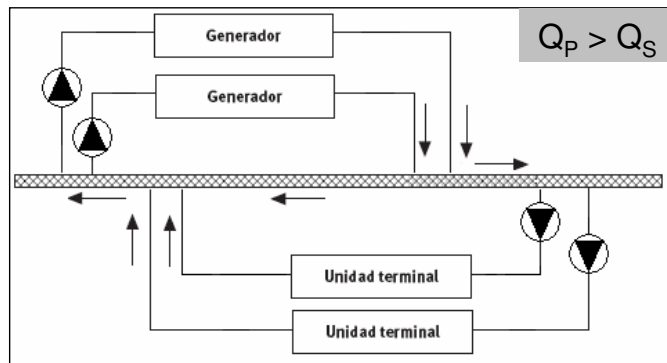 Generador
Q_P > Q_S
Generador
Unidad terminal
Unidad terminal